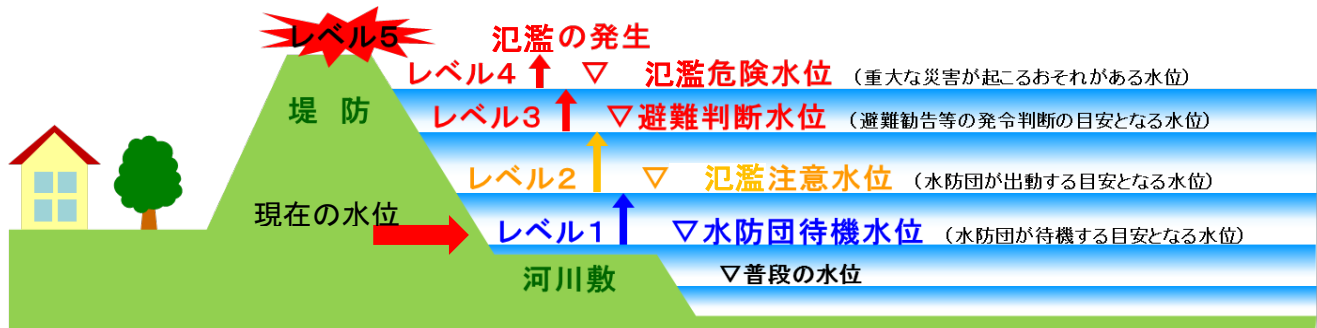 レベル5 氾濫の発生
レベル4 ▽ 氾濫危険水位 (重大な災害が起こるおそれがある水位)
堤 防
レベル3 ▽避難判断水位 (避難勧告等の発令判断の目安となる水位)
レベル2 ▽ 氾濫注意水位 (水防団が出動する目安となる水位)
現在の水位
レベル1 ▽水防団待機水位 (水防団が待機する目安となる水位)
河川敷 ▽普段の水位